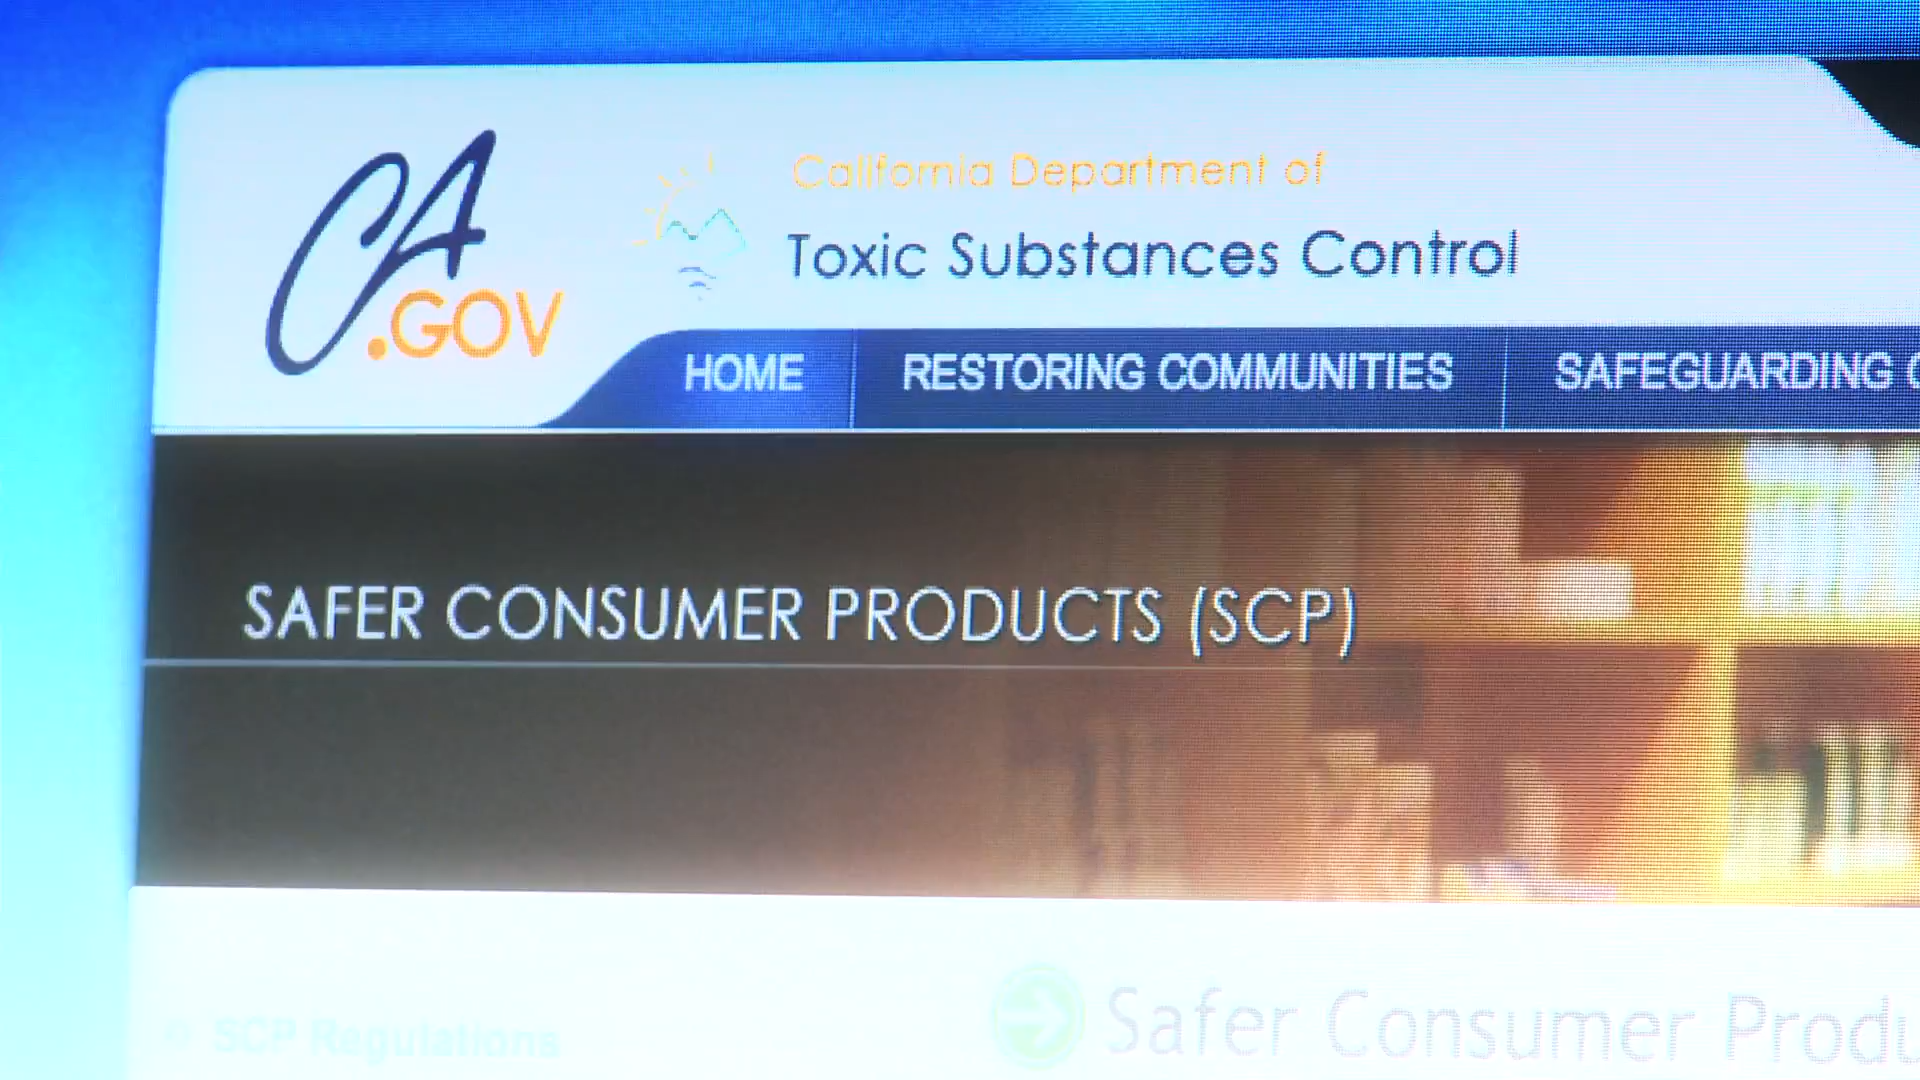 CA
.GOV
California Department of
Toxic Substances Control
HOME
RESTORING COMMUNITIES
SAFEGUARDING
SAFER CONSUMER PRODUCTS (SCP)
SCP Regulations
Safer Consumer Produ